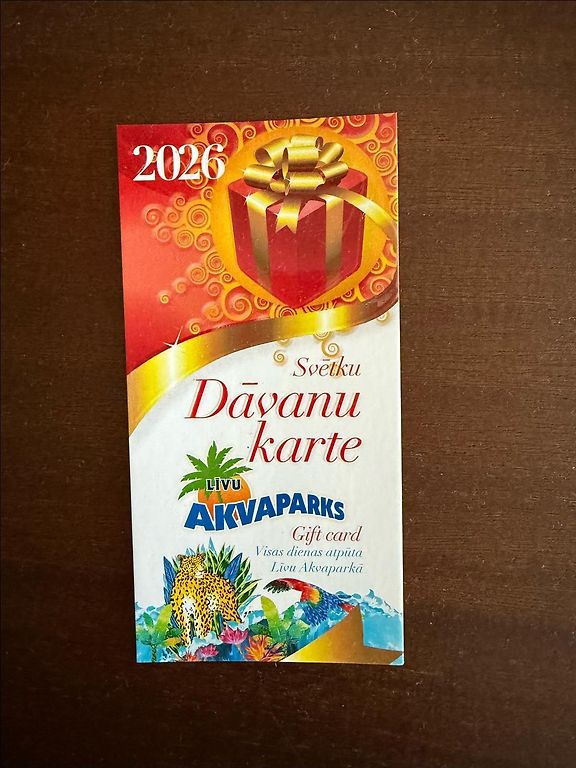 2026
Svētku
Dāvanu
karte
LĪVU
AKVAPARKS
Gift card
Visas dienas atpūta
Līvu Akvaparkā